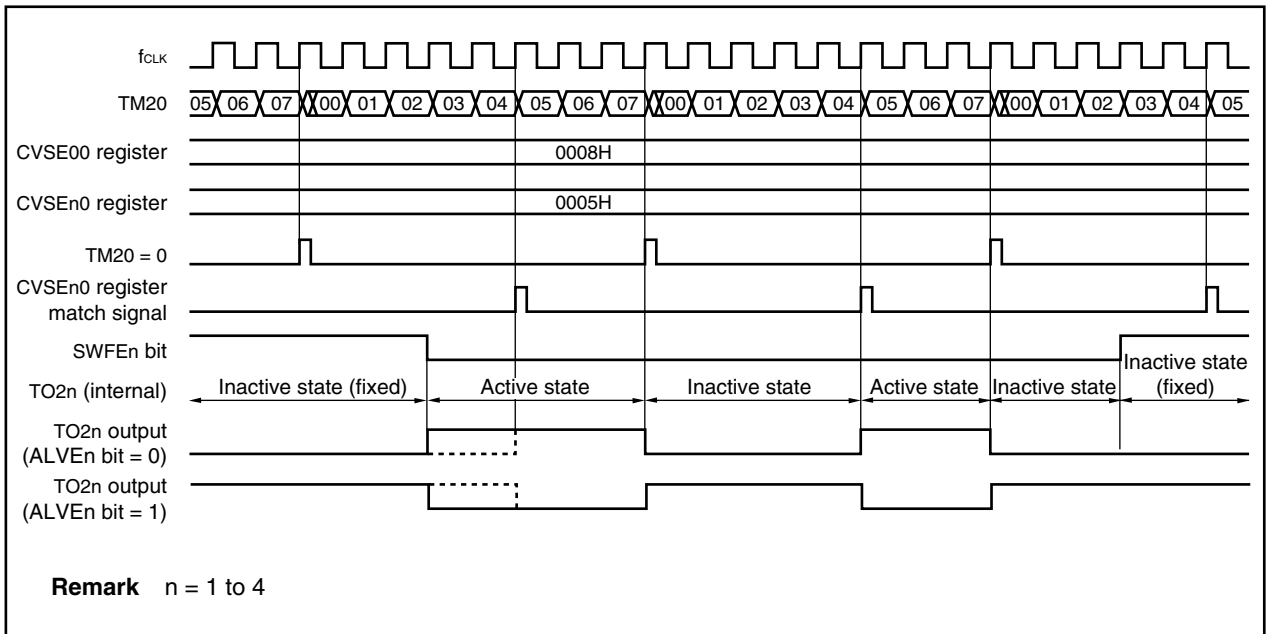 fCLK
TM20 05 06 07 00 01 02 03 04 05 06 07 00 01 02 03 04 05 06 07 00 01 02 03 04 05
CVSE00 register 0008H
CVSEn0 register 0005H
TM20 = 0
CVSEn0 register
match signal
SWFEn bit
TO2n (internal) Inactive state (fixed) Active state Inactive state Active state Inactive state Inactive state
(fixed)
TO2n output
(ALVEn bit = 0)
TO2n output
(ALVEn bit = 1)
Remark n = 1 to 4